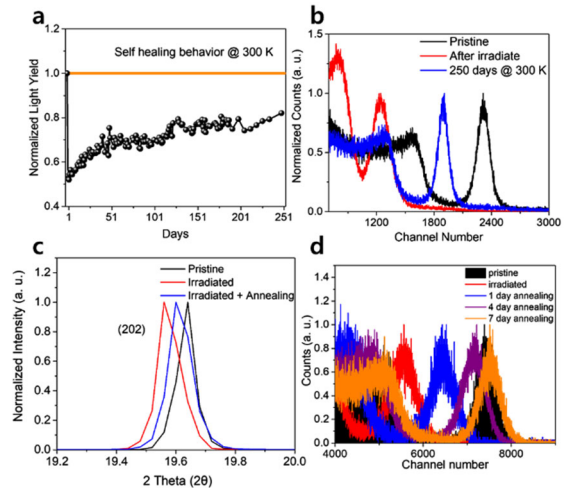 a
Self healing behavior @ 300 K
Normalized Light Yield
1.2
1.0
0.8
0.6
0.4
1 51 101 151 201 251
Days
b
Pristine
After irradiate
250 days @ 300 K
Normalized Counts (a. u.)
1.5
1.0
0.5
0.0
1200 1800 2400 3000
Channel Number
c
Pristine
Irradiated
Irradiated + Annealing
(202)
Normalized Intensity (a. u.)
1.2
1.0
0.8
0.6
0.4
0.2
0.0
19.2 19.4 19.6 19.8 20.0
2 Theta (2θ)
d
pristine
irradiated
1 day annealing
4 day annealing
7 day annealing
Counts (a. u.)
1.4
1.2
1.0
0.8
0.6
0.4
0.2
0.0
4000 6000 8000
Channel number